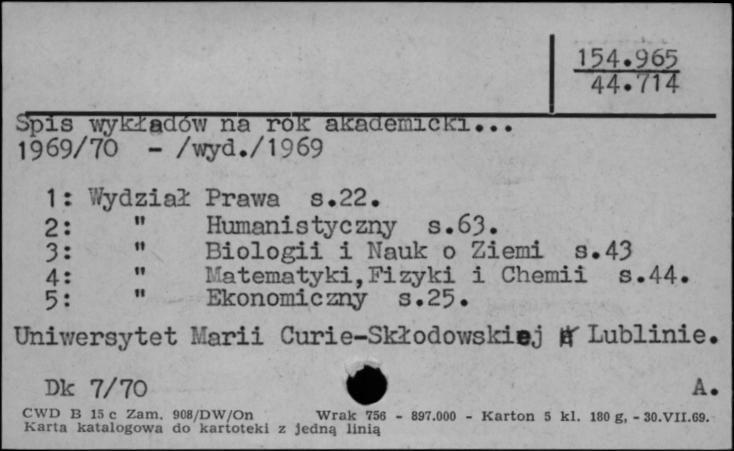 154.965
44.714
Spis wykładów na rok akademicki...
1969/70 - /wyd./1969
1: Wydział Prawa s.22.
2: " Humanistyczny s.63.
3: " Biologii i Nauk o Ziemi s.43
4: " Matematyki,Fizyki i Chemii s.44.
5: " Ekonomiczny s.25.
Uniwersytet Marii Curie-Skłodowskiej Lublinie.
Dk 7/70 A.
CWD B 15 c Zam. 908/DW/On Wrak 756 - 897.000 - Karton 5 kl. 180 g, - 30.VII.69.
Karta katalogowa do kartoteki z jedną linią